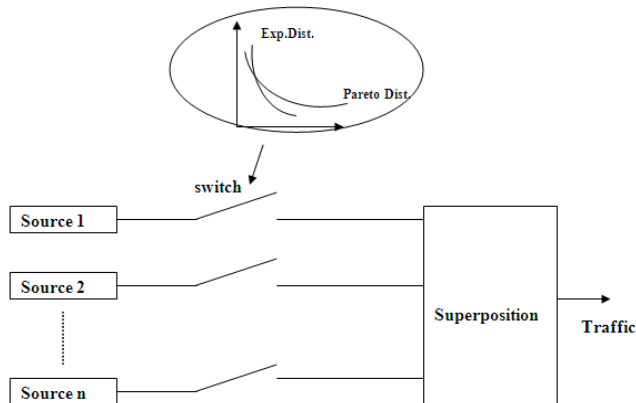 Exp.Dist.
Pareto Dist.
switch
Source 1
Source 2
Superposition
Traffic
Source n